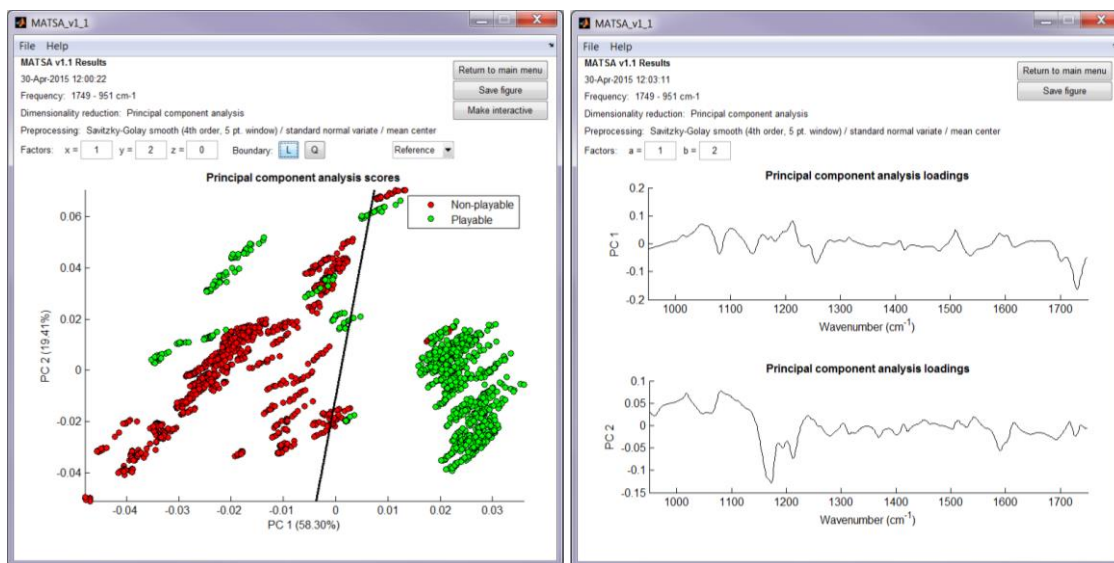 MATSA_v1_1
File Help
MATSA v1.1 Results
30-Apr-2015 12:00:22
Frequency: 1749 - 951 cm-1
Dimensionality reduction: Principal component analysis
Preprocessing: Savitzky-Golay smooth (4th order, 5 pt. window) / standard normal variate / mean center
Factors: x = 1 y = 2 z = 0 Boundary: L Q Reference
Return to main menu
Save figure
Make interactive
Principal component analysis scores
Non-playable
Playable
PC 2 (19.41%)
0.06
0.04
0.02
0
-0.02
-0.04
-0.04 -0.03 -0.02 -0.01 0 0.01 0.02 0.03
PC 1 (58.30%)
MATSA_v1_1
File Help
MATSA v1.1 Results
30-Apr-2015 12:03:11
Frequency: 1749 - 951 cm-1
Dimensionality reduction: Principal component analysis
Preprocessing: Savitzky-Golay smooth (4th order, 5 pt. window) / standard normal variate / mean center
Factors: a = 1 b = 2
Return to main menu
Save figure
Principal component analysis loadings
PC 1
0.2
0.1
0
-0.1
-0.2
1000 1100 1200 1300 1400 1500 1600 1700
Wavenumber (cm-1)
Principal component analysis loadings
PC 2
0.1
0.05
0
-0.05
-0.1
-0.15
1000 1100 1200 1300 1400 1500 1600 1700
Wavenumber (cm-1)